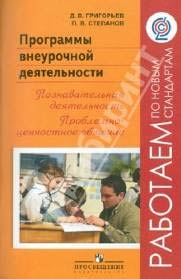 Д. В. ГРИГОРЬЕВ
П. В. СТЕПАНОВ
Программы
внеурочной
деятельности
Познавательная
деятельность
Проблемно-
ценностное общение
РАБОТАЕМ
ПО НОВЫМ
СТАНДАРТАМ
ПРОСВЕЩЕНИЕ